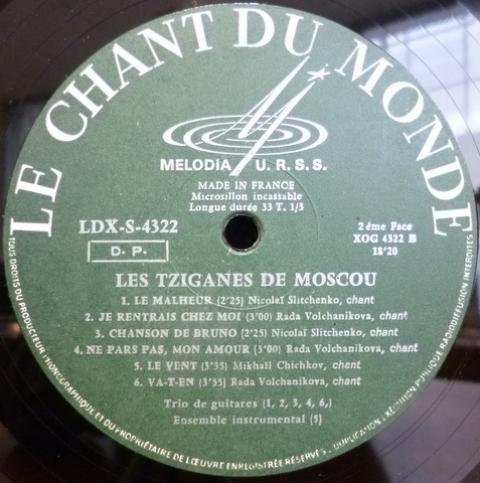 LE CHANT DU MONDE
MELODIA U.R.S.S.
MADE IN FRANCE
Microsillon incassable
Longue durée 33 T. 1/3
LDX-S-4322
D. P.
2ème Face
XOG 4322 B
18'20
LES TZIGANES DE MOSCOU
1. LE MALHEUR (2'25) Nicolaï Slitchenko, chant
2. JE RENTRAIS CHEZ MOI (3'00) Rada Volchanikova, chant
3. CHANSON DE BRUNO (2'25) Nicolaï Slitchenko, chant
4. NE PARS PAS, MON AMOUR (3'00) Rada Volchanikova, chant
5. LE VENT (3'35) Mikhaïl Chichkov, chant
6. VA-T-EN (3'55) Rada Volchanikova, chant
Trio de guitares (1, 2, 3, 4, 6,)
Ensemble instrumental (5)
TOUS DROITS DU PRODUCTEUR PHONOGRAPHIQUE ET DU PROPRIÉTAIRE DE L'ŒUVRE ENREGISTRÉE RÉSERVÉS. DUPLICATION - EXÉCUTION PUBLIQUE RADIODIFFUSION INTERDITES